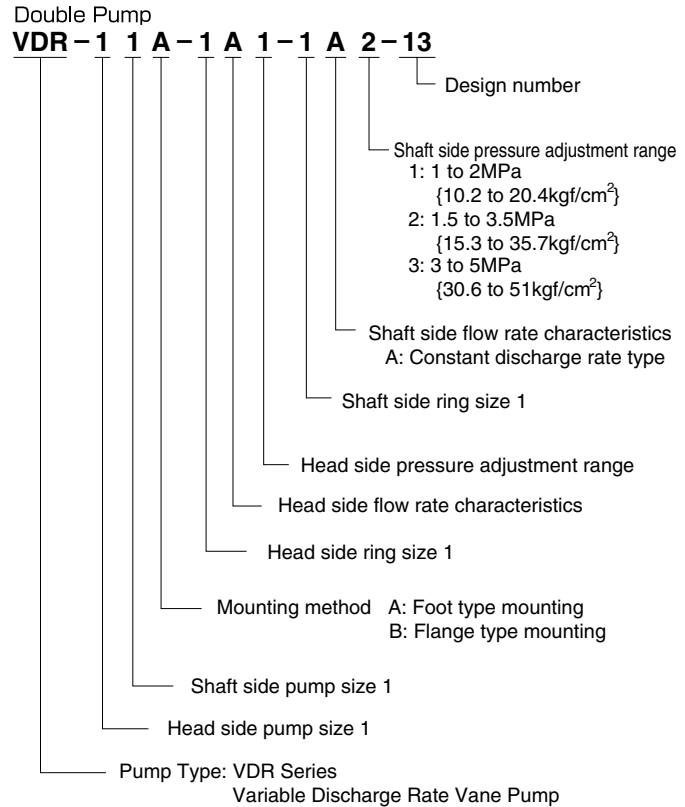 Double Pump
VDR-1 1 A-1 A 1-1 A 2-13
Design number
Shaft side pressure adjustment range
1: 1 to 2MPa
{10.2 to 20.4kgf/cm²}
2: 1.5 to 3.5MPa
{15.3 to 35.7kgf/cm²}
3: 3 to 5MPa
{30.6 to 51kgf/cm²}
Shaft side flow rate characteristics
A: Constant discharge rate type
Shaft side ring size 1
Head side pressure adjustment range
Head side flow rate characteristics
Head side ring size 1
Mounting method A: Foot type mounting
B: Flange type mounting
Shaft side pump size 1
Head side pump size 1
Pump Type: VDR Series
Variable Discharge Rate Vane Pump